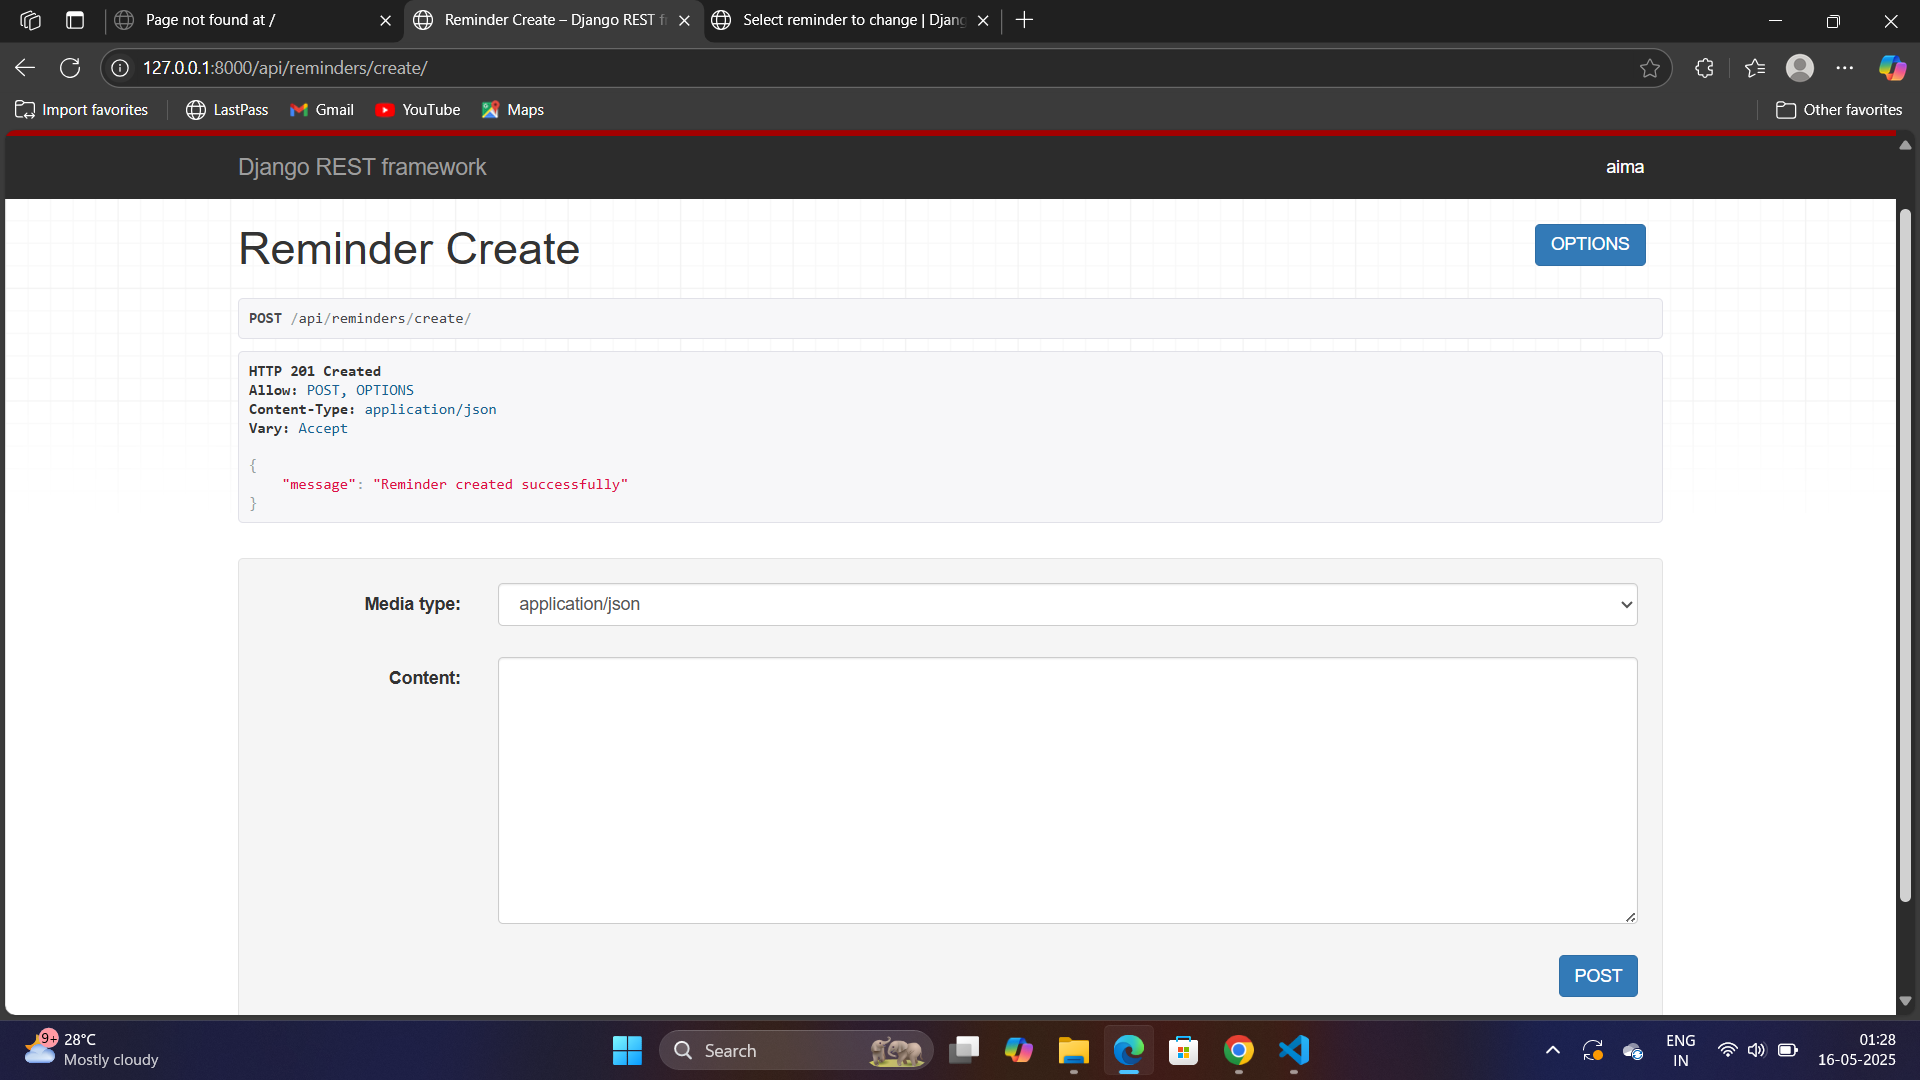 Page not found at /
Reminder Create – Django REST f
Select reminder to change | Djang
127.0.0.1:8000/api/reminders/create/
Import favorites
LastPass
Gmail
YouTube
Maps
Other favorites
Django REST framework
aima
Reminder Create
OPTIONS
POST /api/reminders/create/
HTTP 201 Created
Allow: POST, OPTIONS
Content-Type: application/json
Vary: Accept
{
"message": "Reminder created successfully"
}
Media type:
application/json
Content:
POST
9+
28°C
Mostly cloudy
Search
ENG
IN
01:28
16-05-2025